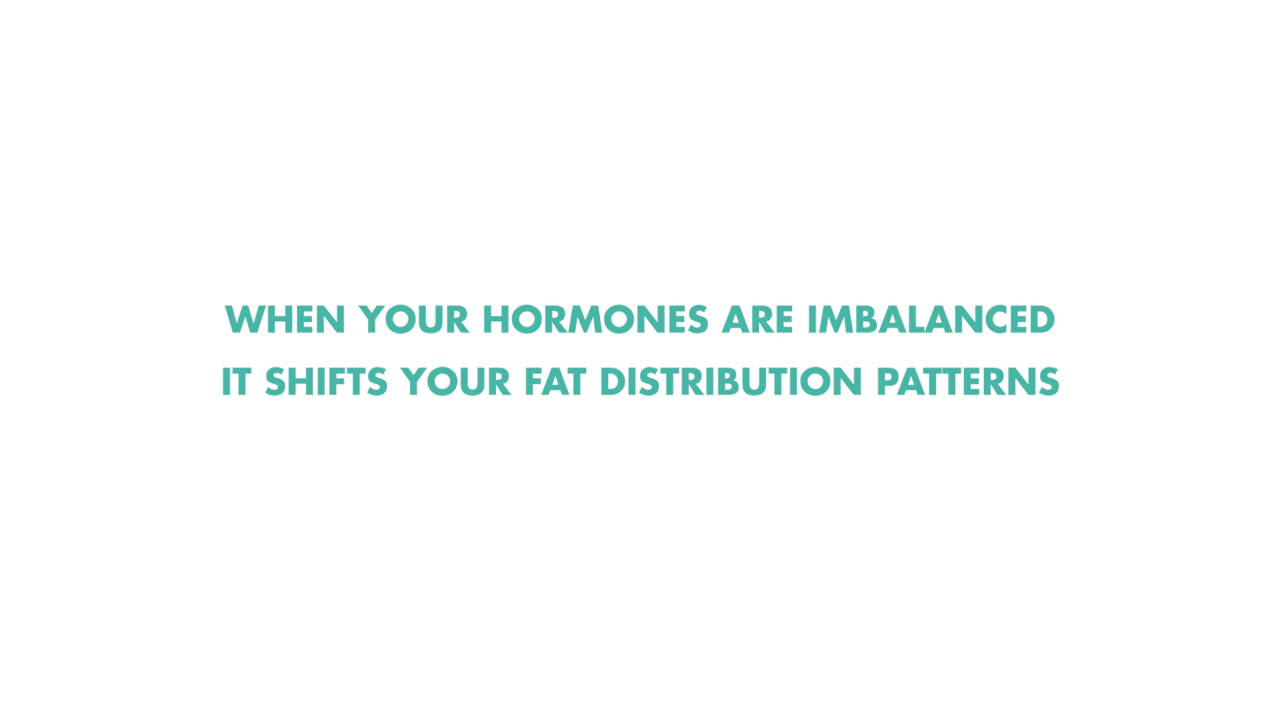 WHEN YOUR HORMONES ARE IMBALANCED
IT SHIFTS YOUR FAT DISTRIBUTION PATTERNS